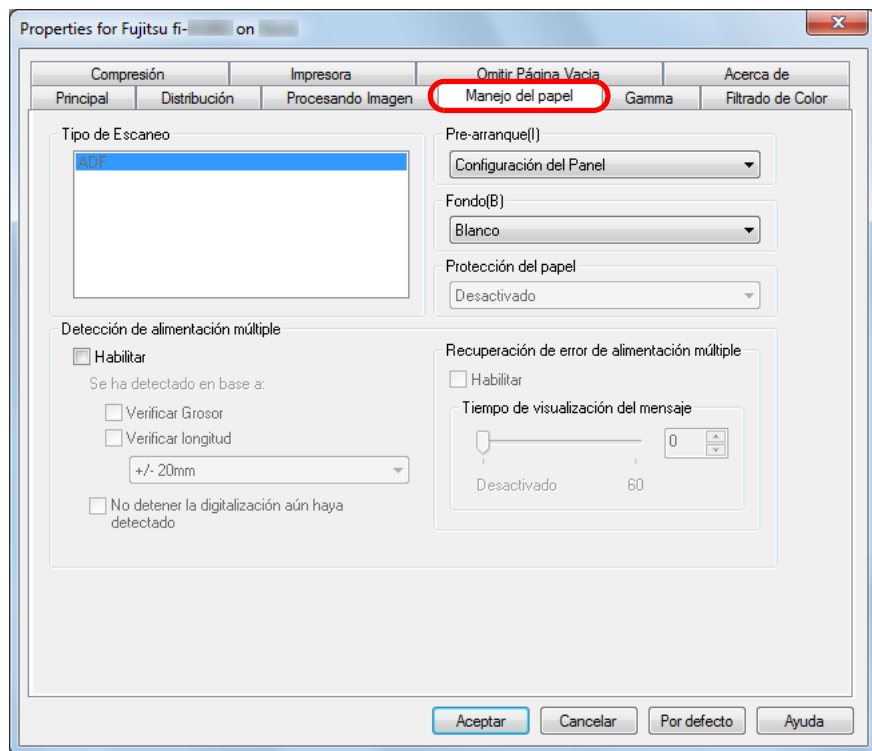 Properties for Fujitsu fi- on
Compresión Impresora Omitir Página Vacia Acerca de
Principal Distribución Procesando Imagen Manejo del papel Gamma Filtrado de Color
Tipo de Escaneo
ADF
Pre-arranque(I)
Configuración del Panel
Fondo(B)
Blanco
Protección del papel
Desactivado
Detección de alimentación múltiple
Habilitar
Se ha detectado en base a:
Verificar Grosor
Verificar longitud
+/- 20mm
No detener la digitalización aún haya
detectado
Recuperación de error de alimentación múltiple
Habilitar
Tiempo de visualización del mensaje
0
Desactivado 60
Aceptar Cancelar Por defecto Ayuda